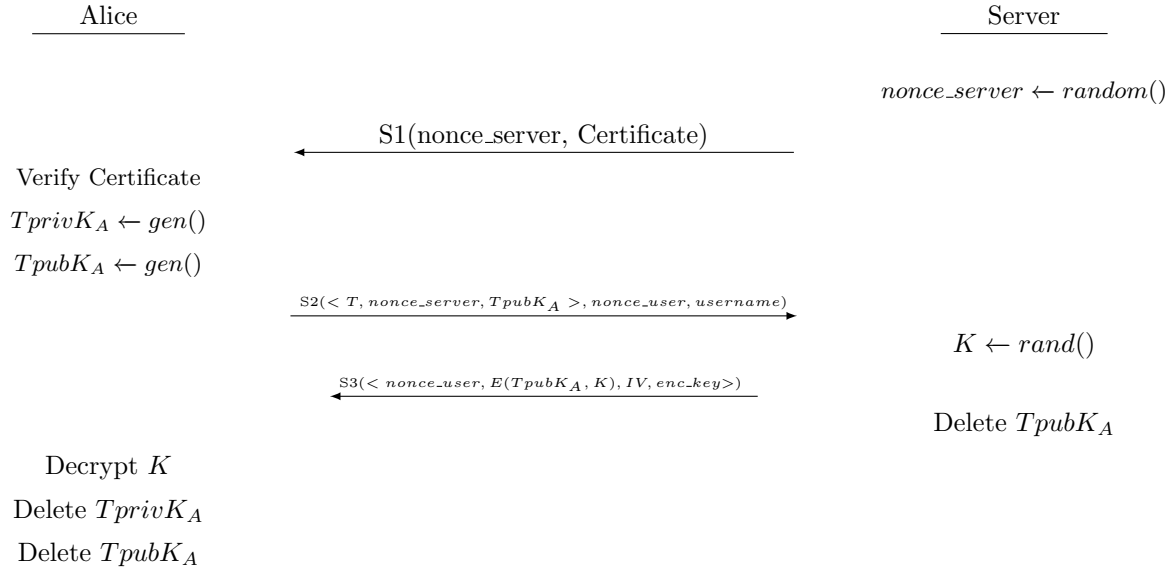 Alice Server
nonce_server ← random()
S1(nonce_server, Certificate)
Verify Certificate
TprivK_A ← gen()
TpubK_A ← gen()
S2(< T, nonce_server, TpubK_A >, nonce_user, username)
K ← rand()
S3(< nonce_user, E(TpubK_A, K), IV, enc_key>)
Delete TpubK_A
Decrypt K
Delete TprivK_A
Delete TpubK_A